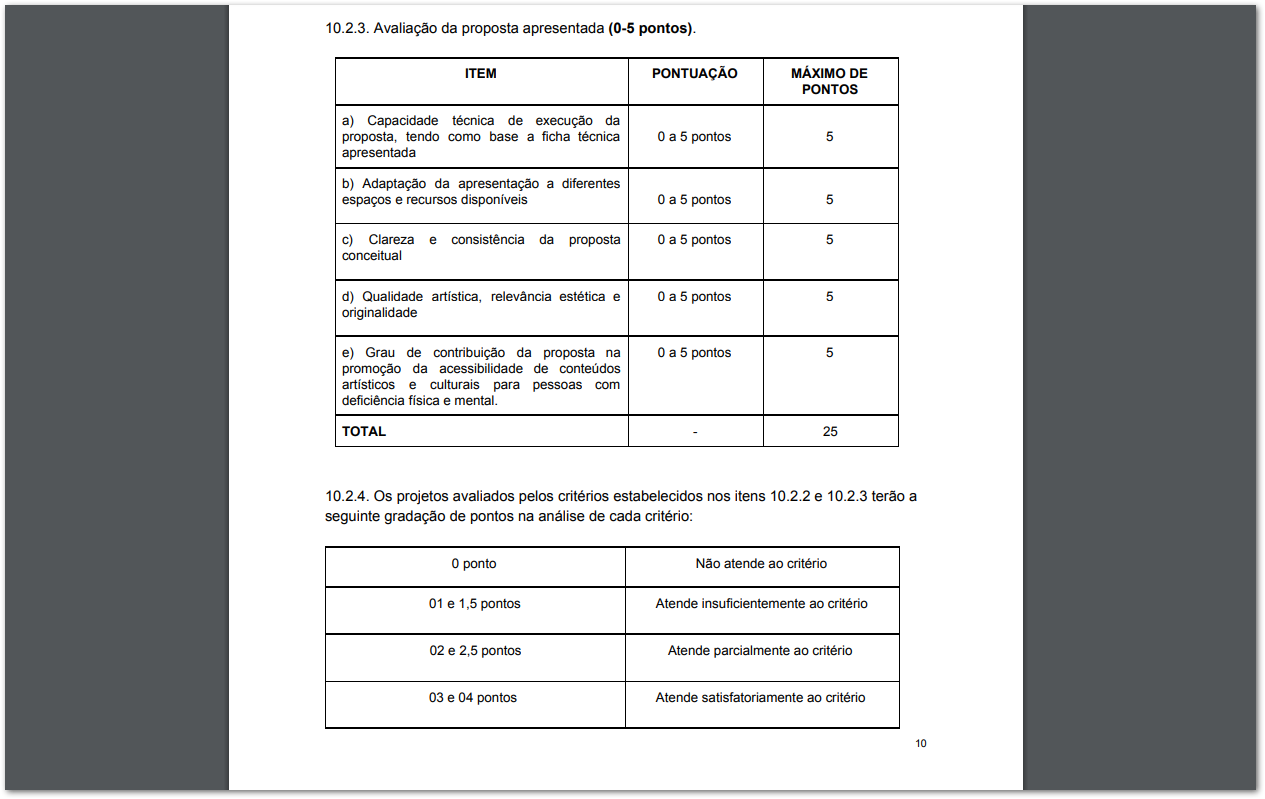 10.2.3. Avaliação da proposta apresentada (0-5 pontos).
ITEM
PONTUAÇÃO
MÁXIMO DE
PONTOS
a) Capacidade técnica de execução da
proposta, tendo como base a ficha técnica
apresentada
0 a 5 pontos
5
b) Adaptação da apresentação a diferentes
espaços e recursos disponíveis
0 a 5 pontos
5
c) Clareza e consistência da proposta
conceitual
0 a 5 pontos
5
d) Qualidade artística, relevância estética e
originalidade
0 a 5 pontos
5
e) Grau de contribuição da proposta na
promoção da acessibilidade de conteúdos
artísticos e culturais para pessoas com
deficiência física e mental.
0 a 5 pontos
5
TOTAL
-
25
10.2.4. Os projetos avaliados pelos critérios estabelecidos nos itens 10.2.2 e 10.2.3 terão a
seguinte gradação de pontos na análise de cada critério:
0 ponto
Não atende ao critério
01 e 1,5 pontos
Atende insuficientemente ao critério
02 e 2,5 pontos
Atende parcialmente ao critério
03 e 04 pontos
Atende satisfatoriamente ao critério
10